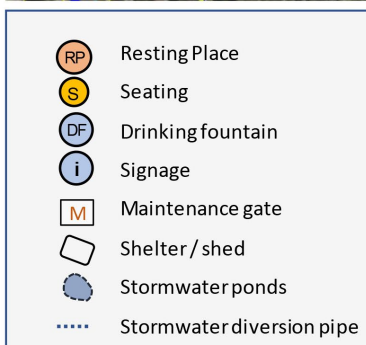 RP Resting Place
S Seating
DF Drinking fountain
i Signage
M Maintenance gate
Shelter / shed
Stormwater ponds
Stormwater diversion pipe